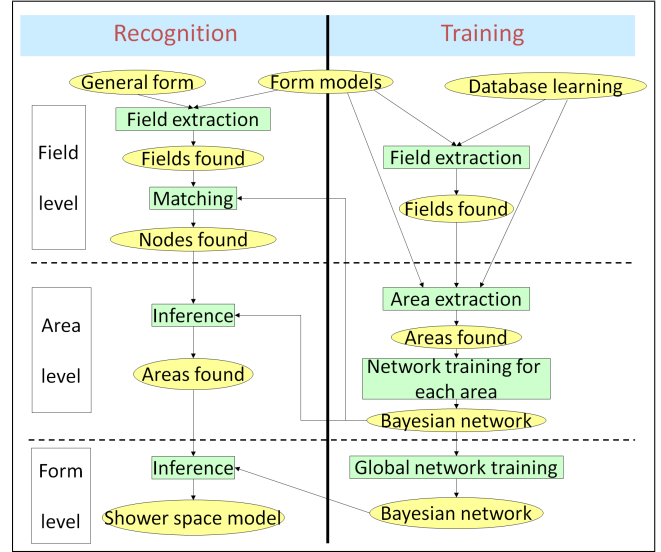 Recognition
Training
General form
Form models
Database learning
Field extraction
Field
level
Fields found
Matching
Nodes found
Field extraction
Fields found
Area
level
Inference
Areas found
Area extraction
Areas found
Network training for
each area
Bayesian network
Form
level
Inference
Shower space model
Global network training
Bayesian network